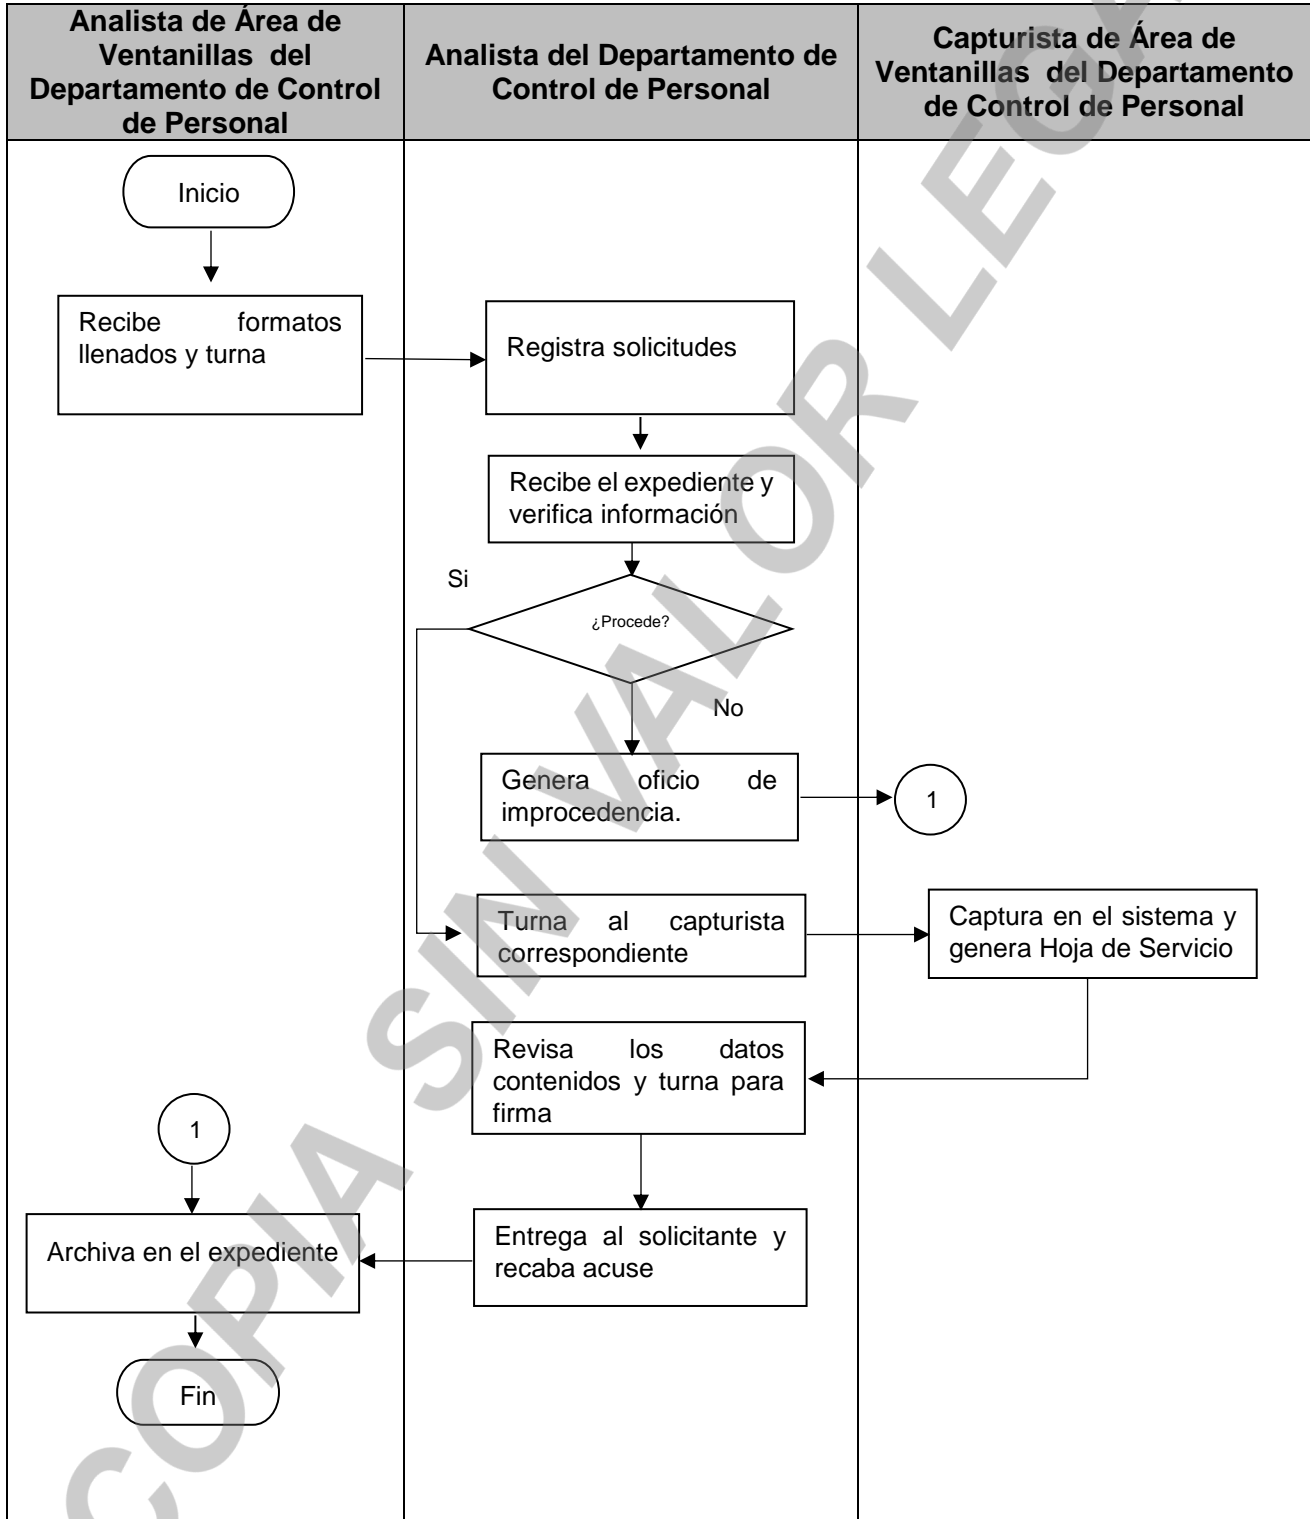 Analista de Área de
Ventanillas del
Departamento de Control
de Personal
Analista del Departamento de
Control de Personal
Capturista de Área de
Ventanillas del Departamento
de Control de Personal
Inicio
Recibe formatos
llenados y turna
Registra solicitudes
Recibe el expediente y
verifica información
Si
¿Procede?
No
Genera oficio de
improcedencia.
1
Turna al capturista
correspondiente
Captura en el sistema y
genera Hoja de Servicio
Revisa los datos
contenidos y turna para
firma
1
Entrega al solicitante y
recaba acuse
Archiva en el expediente
Fin
COPIA SIN VALOR LEGA